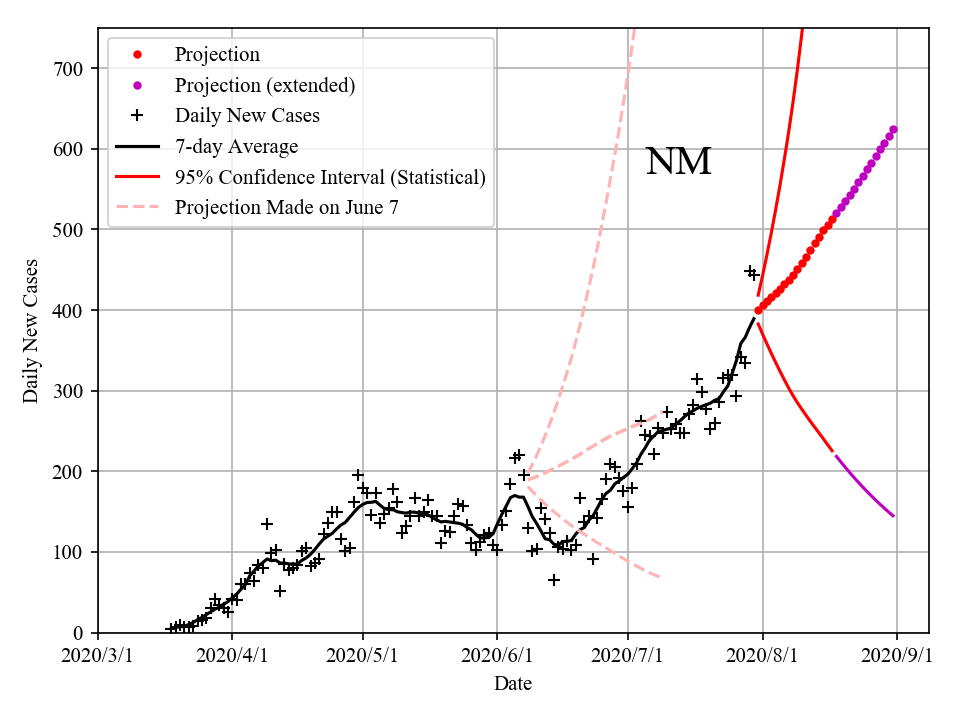 Projection
Projection (extended)
Daily New Cases
7-day Average
95% Confidence Interval (Statistical)
Projection Made on June 7
NM
Daily New Cases
700
600
500
400
300
200
100
0
2020/3/1 2020/4/1 2020/5/1 2020/6/1 2020/7/1 2020/8/1 2020/9/1
Date